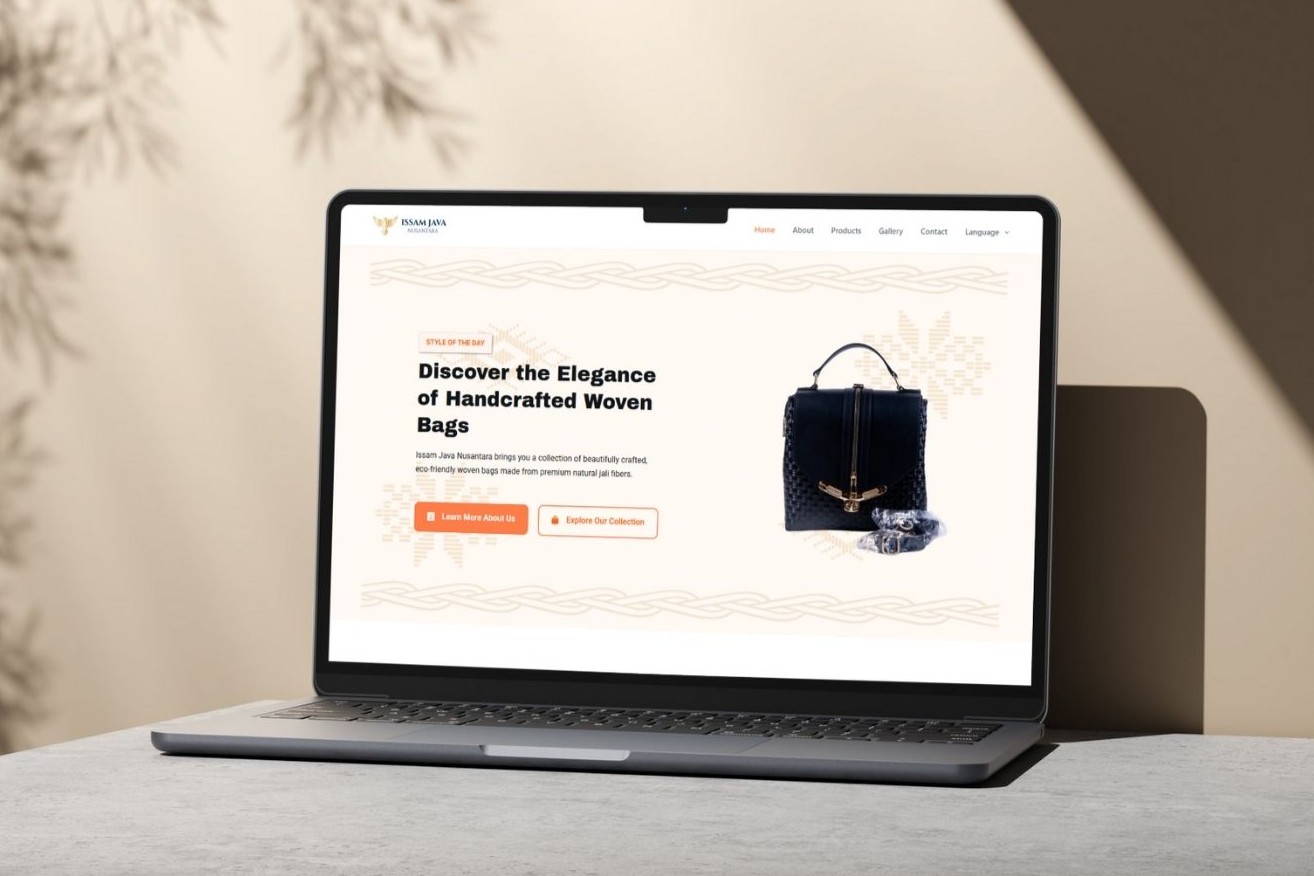 ISSAM JAVA
NUSANTARA
Home About Products Gallery Contact Language
STYLE OF THE DAY
Discover the Elegance
of Handcrafted Woven
Bags
Issam Java Nusantara brings you a collection of beautifully crafted,
eco-friendly woven bags made from premium natural jali fibers.
Learn More About Us Explore Our Collection